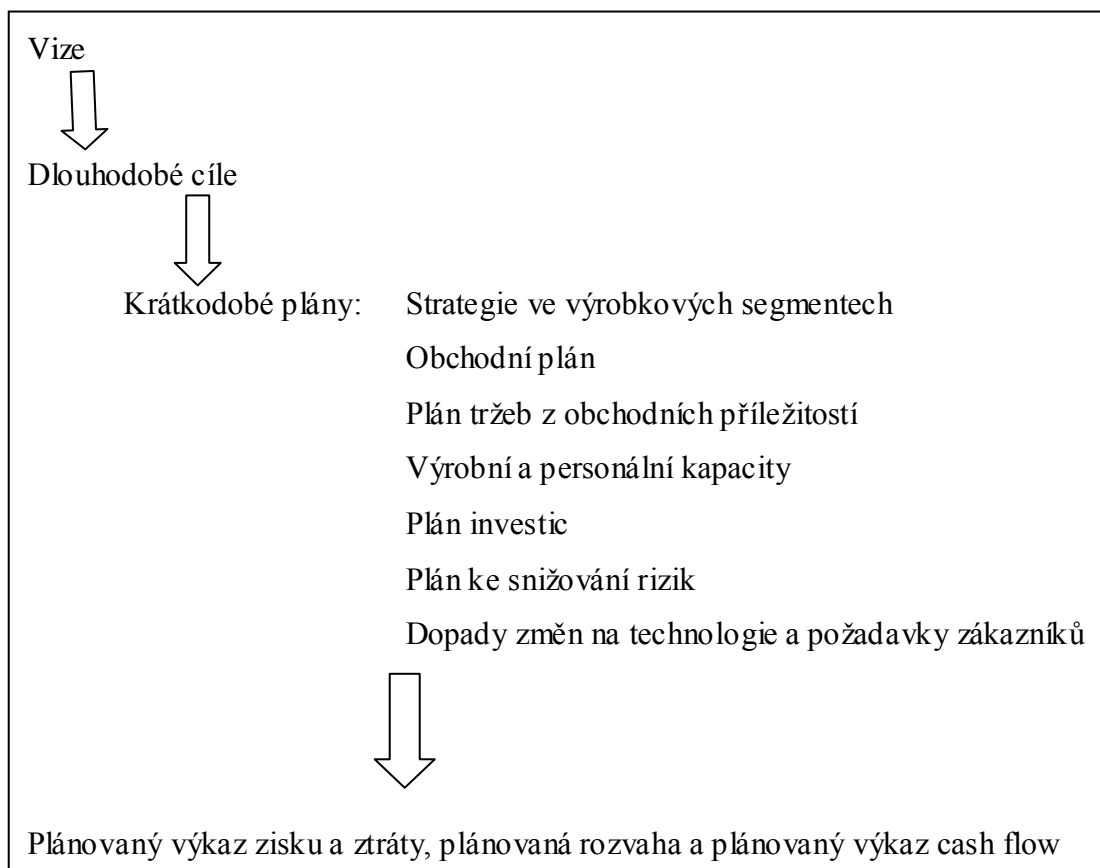 Vize
Dlouhodobé cíle
Krátkodobé plány: Strategie ve výrobkových segmentech
Obchodní plán
Plán tržeb z obchodních příležitostí
Výrobní a personální kapacity
Plán investic
Plán ke snižování rizik
Dopady změn na technologie a požadavky zákazníků
Plánovaný výkaz zisku a ztráty, plánovaná rozvaha a plánovaný výkaz cash flow